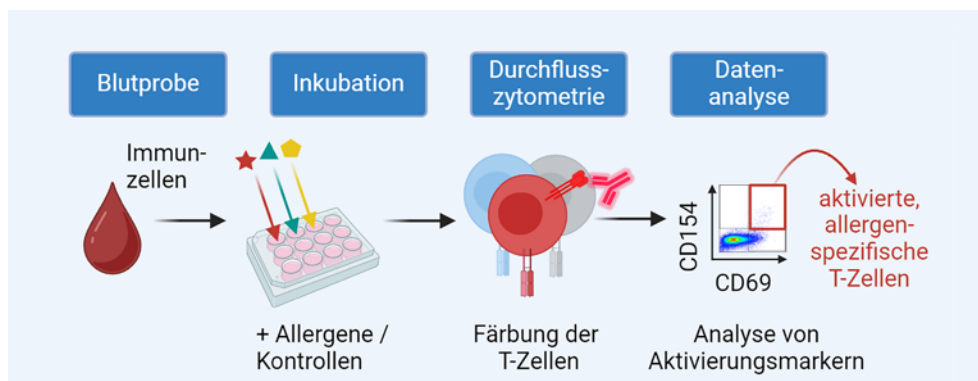 Blutprobe
Inkubation
Durchfluss-
zytometrie
Daten-
analyse
Immun-
zellen
+ Allergene /
Kontrollen
Färbung der
T-Zellen
CD154
CD69
Analyse von
Aktivierungsmarkern
aktivierte,
allergen-
spezifische
T-Zellen